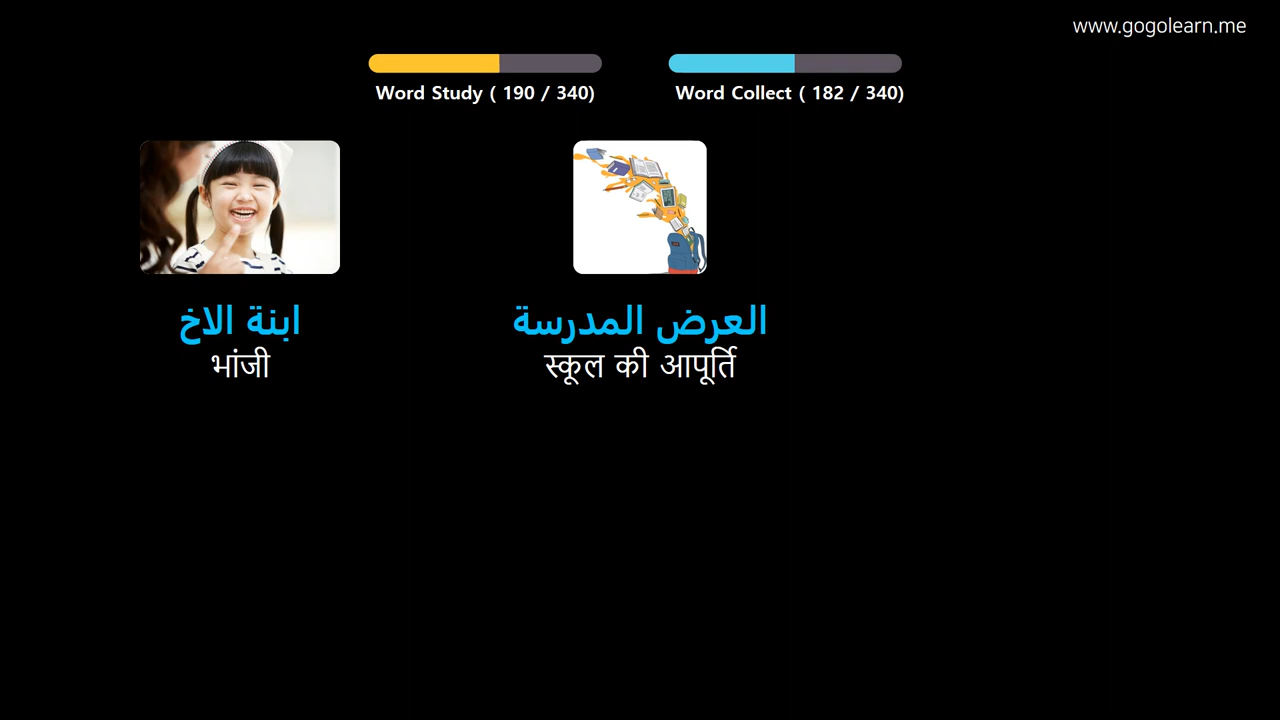 www.gogolearn.me
Word Study ( 190 / 340)
Word Collect ( 182 / 340)
ابنة الاخ
भांजी
العرض المدرسة
स्कूल की आपूर्ति